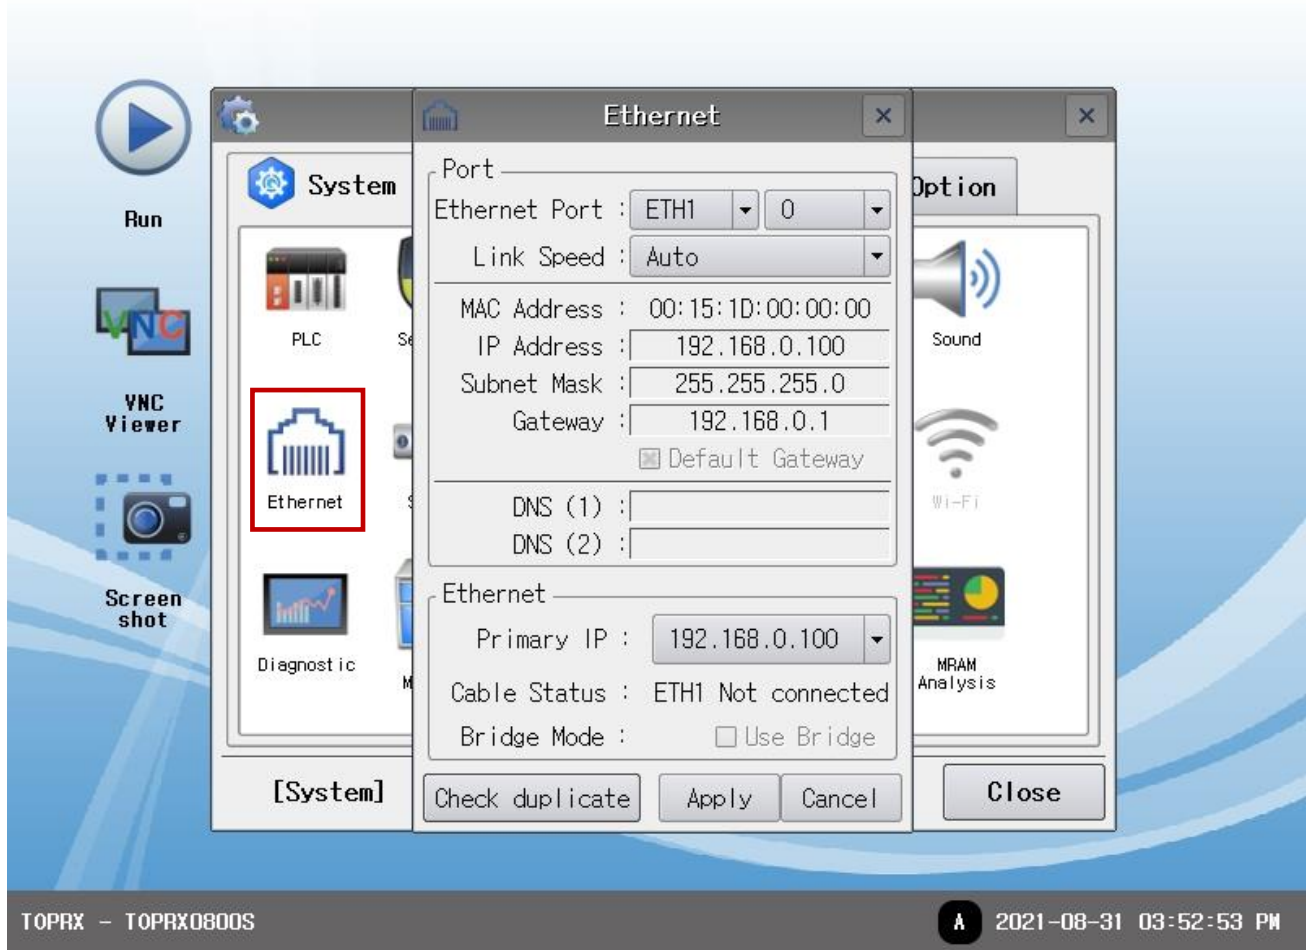 Run
VNC
VNC
Viewer
Screen
shot
System
Option
PLC
Sound
Ethernet
Wi-Fi
Diagnostic
MRAM
Analysis
[System]
Close
Ethernet
Port
Ethernet Port : ETH1 0
Link Speed : Auto
MAC Address : 00:15:1D:00:00:00
IP Address : 192.168.0.100
Subnet Mask : 255.255.255.0
Gateway : 192.168.0.1
Default Gateway
DNS (1) :
DNS (2) :
Ethernet
Primary IP : 192.168.0.100
Cable Status : ETH1 Not connected
Bridge Mode : Use Bridge
Check duplicate Apply Cancel
TOPRX - TOPRX0800S A 2021-08-31 03:52:53 PM